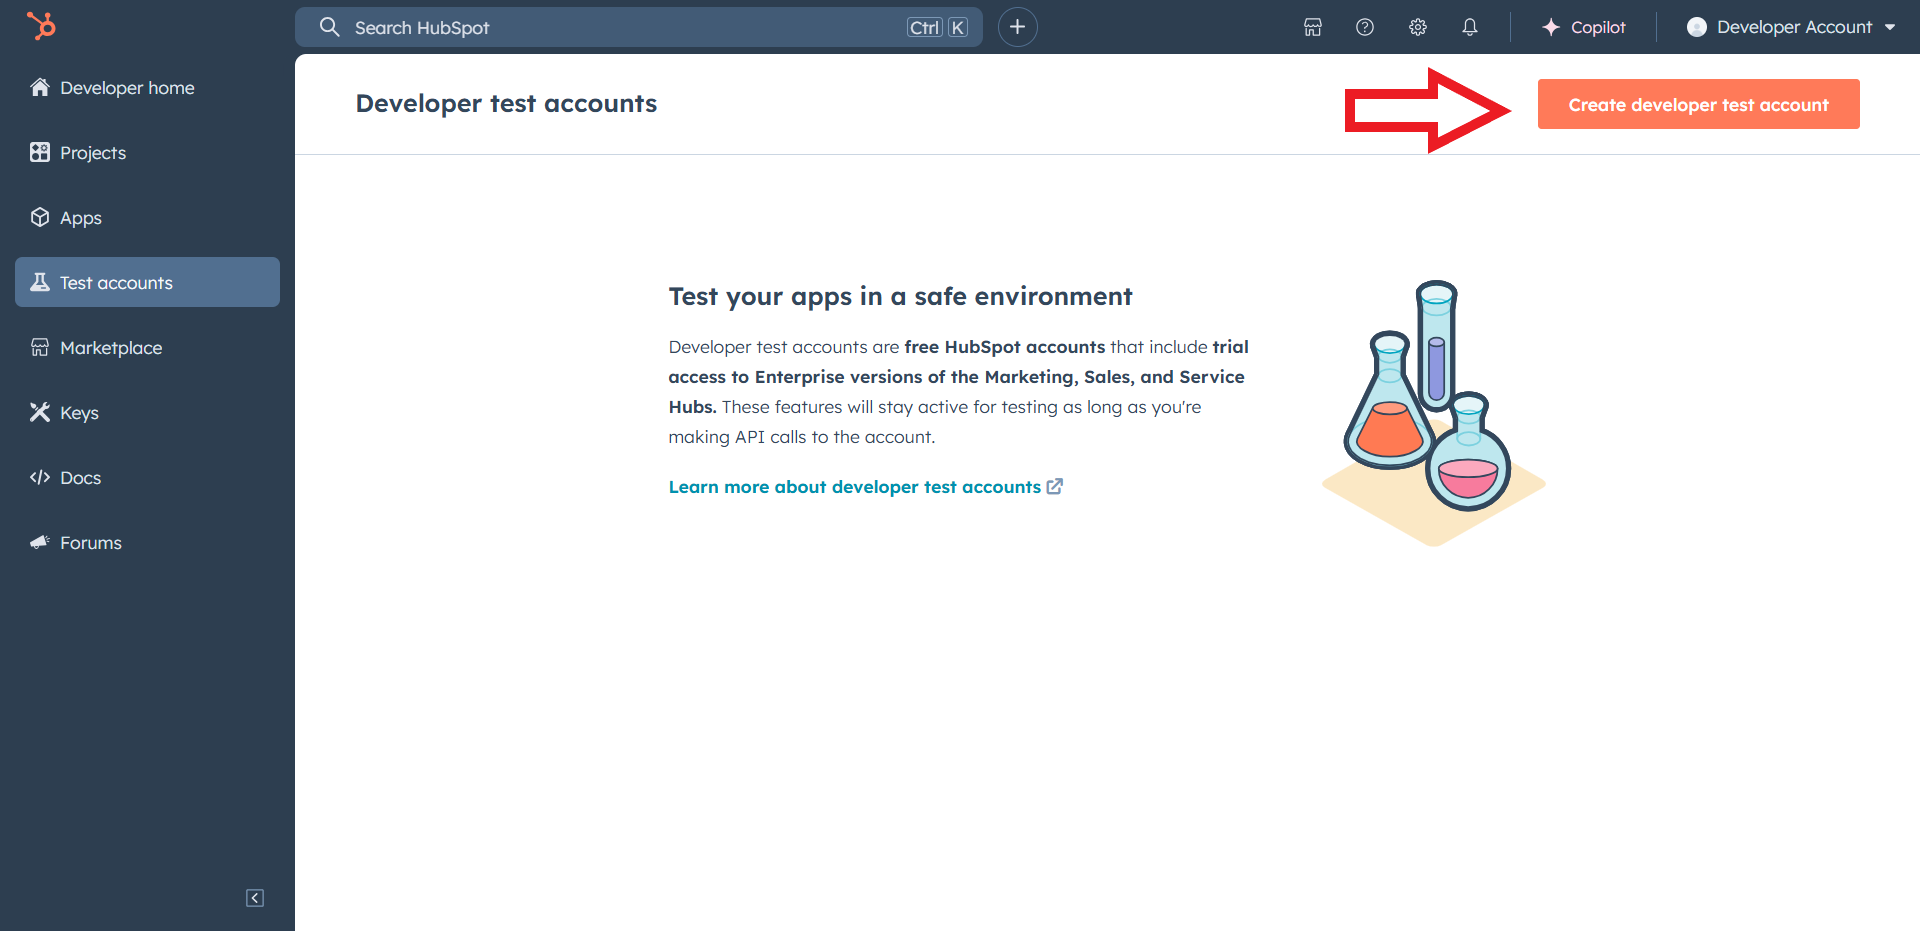 Search HubSpot
Ctrl K
Copilot
Developer Account
Developer home
Projects
Apps
Test accounts
Marketplace
Keys
Docs
Forums
Developer test accounts
Create developer test account
Test your apps in a safe environment
Developer test accounts are free HubSpot accounts that include trial
access to Enterprise versions of the Marketing, Sales, and Service
Hubs. These features will stay active for testing as long as you're
making API calls to the account.
Learn more about developer test accounts